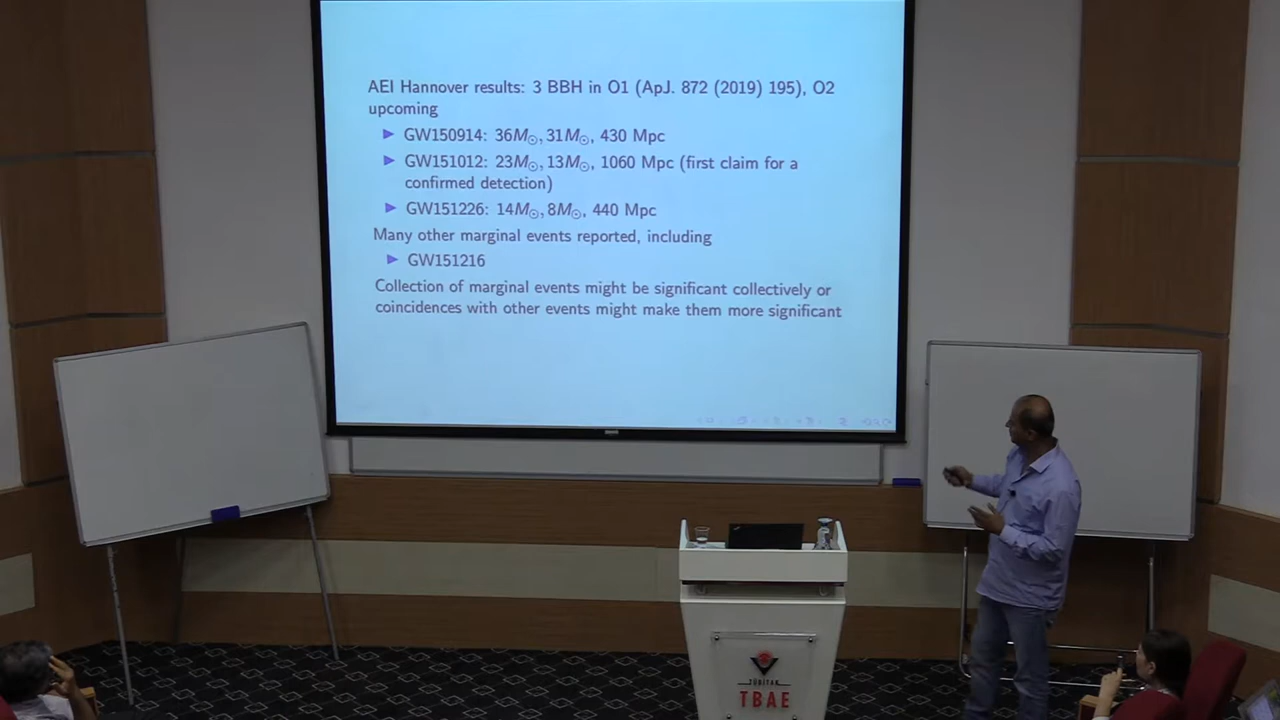 AEI Hannover results: 3 BBH in O1 (ApJ. 872 (2019) 195), O2
upcoming
▶ GW150914: 36M☉, 31M☉, 430 Mpc
▶ GW151012: 23M☉, 13M☉, 1060 Mpc (first claim for a
confirmed detection)
▶ GW151226: 14M☉, 8M☉, 440 Mpc
Many other marginal events reported, including
▶ GW151216
Collection of marginal events might be significant collectively or
coincidences with other events might make them more significant
TÜBİTAK
TBAE